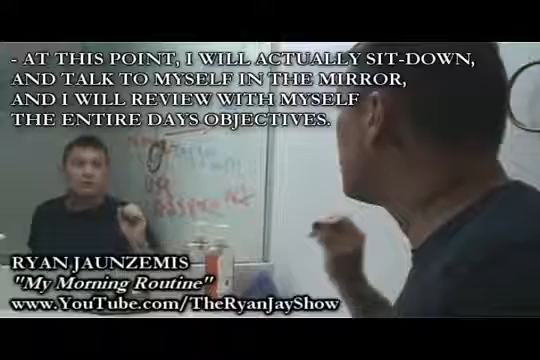 - AT THIS POINT, I WILL ACTUALLY SIT-DOWN,
AND TALK TO MYSELF IN THE MIRROR,
AND I WILL REVIEW WITH MYSELF
THE ENTIRE DAYS OBJECTIVES.
RYAN JAUNZEMIS
"My Morning Routine"
www.YouTube.com/TheRyanJayShow